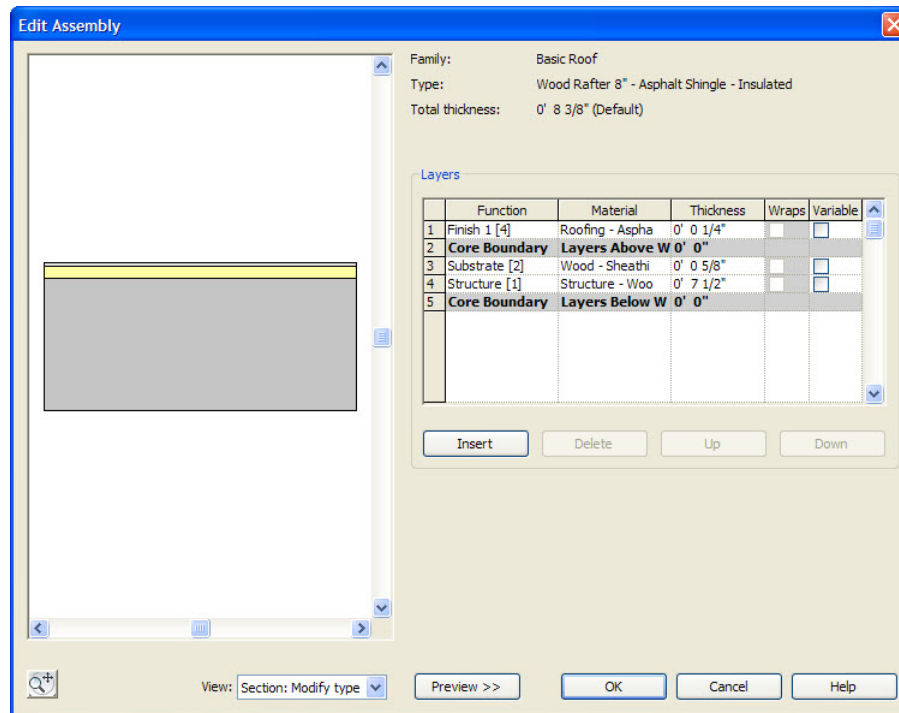 Edit Assembly
Family: Basic Roof
Type: Wood Rafter 8" - Asphalt Shingle - Insulated
Total thickness: 0' 8 3/8" (Default)
Layers
Function Material Thickness Wraps Variable
1 Finish 1 [4] Roofing - Aspha 0' 0 1/4"
2 Core Boundary Layers Above W 0' 0"
3 Substrate [2] Wood - Sheathi 0' 0 5/8"
4 Structure [1] Structure - Woo 0' 7 1/2"
5 Core Boundary Layers Below W 0' 0"
Insert Delete Up Down
View: Section: Modify type Preview >> OK Cancel Help